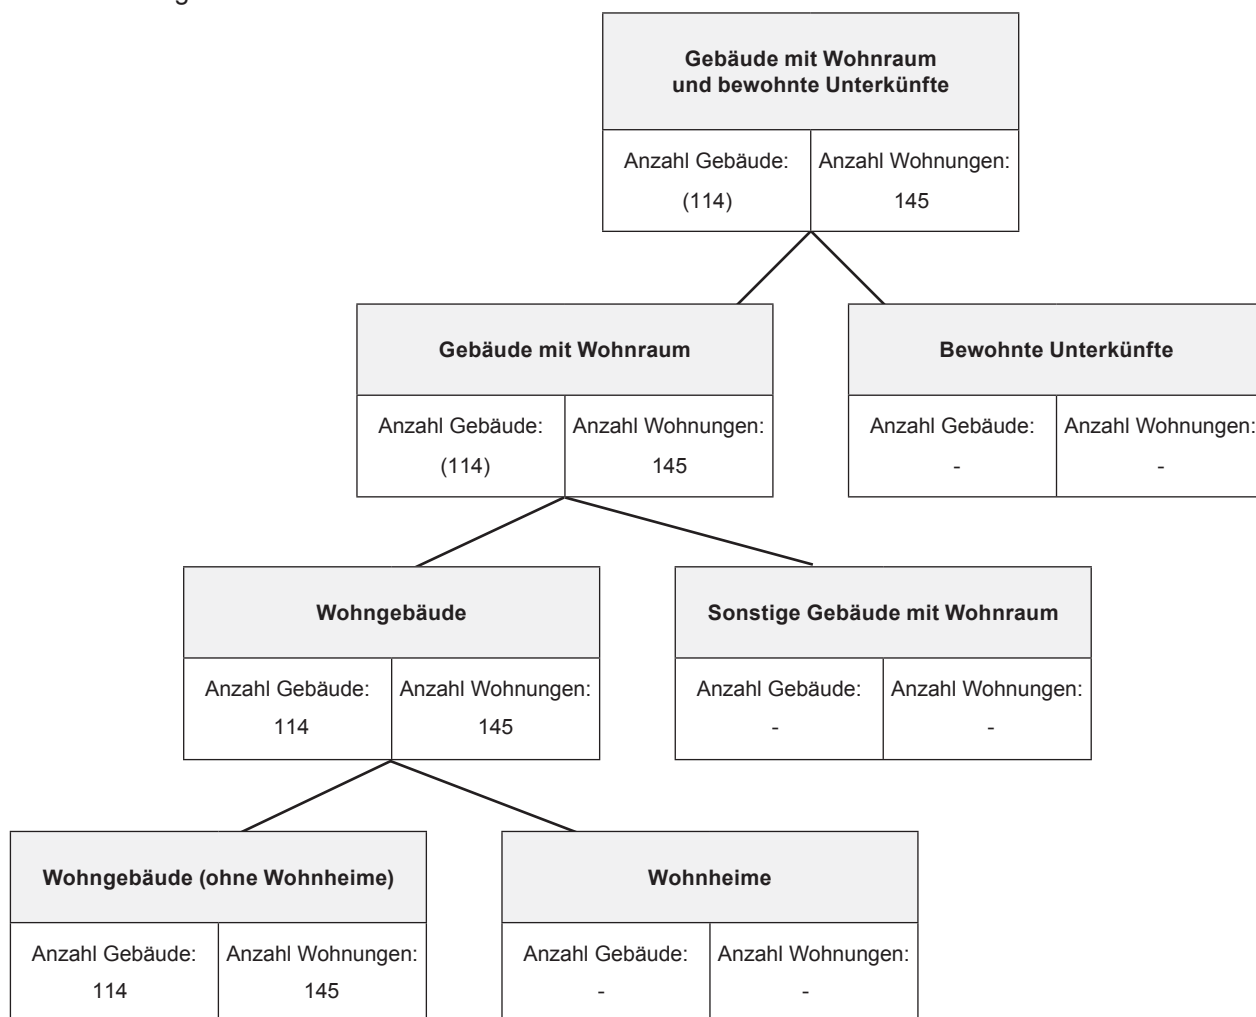 Gebäude mit Wohnraum
und bewohnte Unterkünfte
Anzahl Gebäude: Anzahl Wohnungen:
(114) 145
Gebäude mit Wohnraum Bewohnte Unterkünfte
Anzahl Gebäude: Anzahl Wohnungen: Anzahl Gebäude: Anzahl Wohnungen:
(114) 145 - -
Wohngebäude Sonstige Gebäude mit Wohnraum
Anzahl Gebäude: Anzahl Wohnungen: Anzahl Gebäude: Anzahl Wohnungen:
114 145 - -
Wohngebäude (ohne Wohnheime) Wohnheime
Anzahl Gebäude: Anzahl Wohnungen: Anzahl Gebäude: Anzahl Wohnungen:
114 145 - -